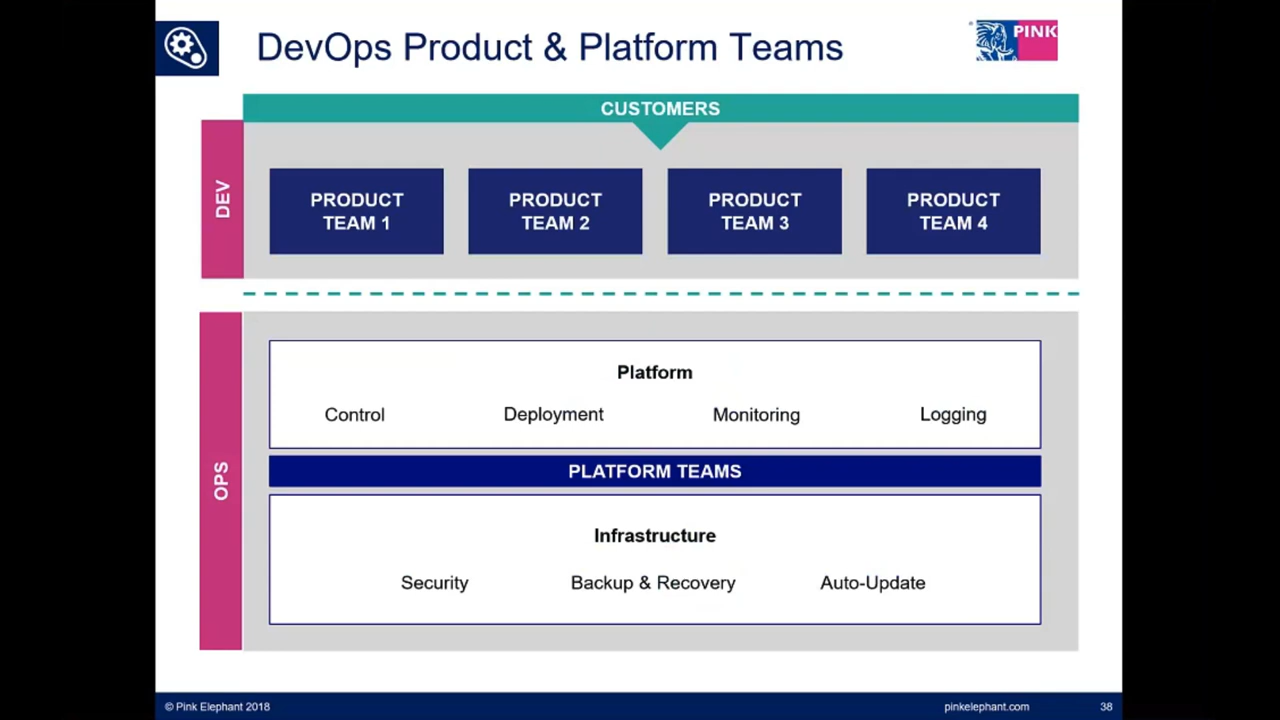 DevOps Product & Platform Teams
PINK
CUSTOMERS
DEV
PRODUCT
TEAM 1
PRODUCT
TEAM 2
PRODUCT
TEAM 3
PRODUCT
TEAM 4
OPS
Platform
Control Deployment Monitoring Logging
PLATFORM TEAMS
Infrastructure
Security Backup & Recovery Auto-Update
© Pink Elephant 2018 pinkelephant.com 38